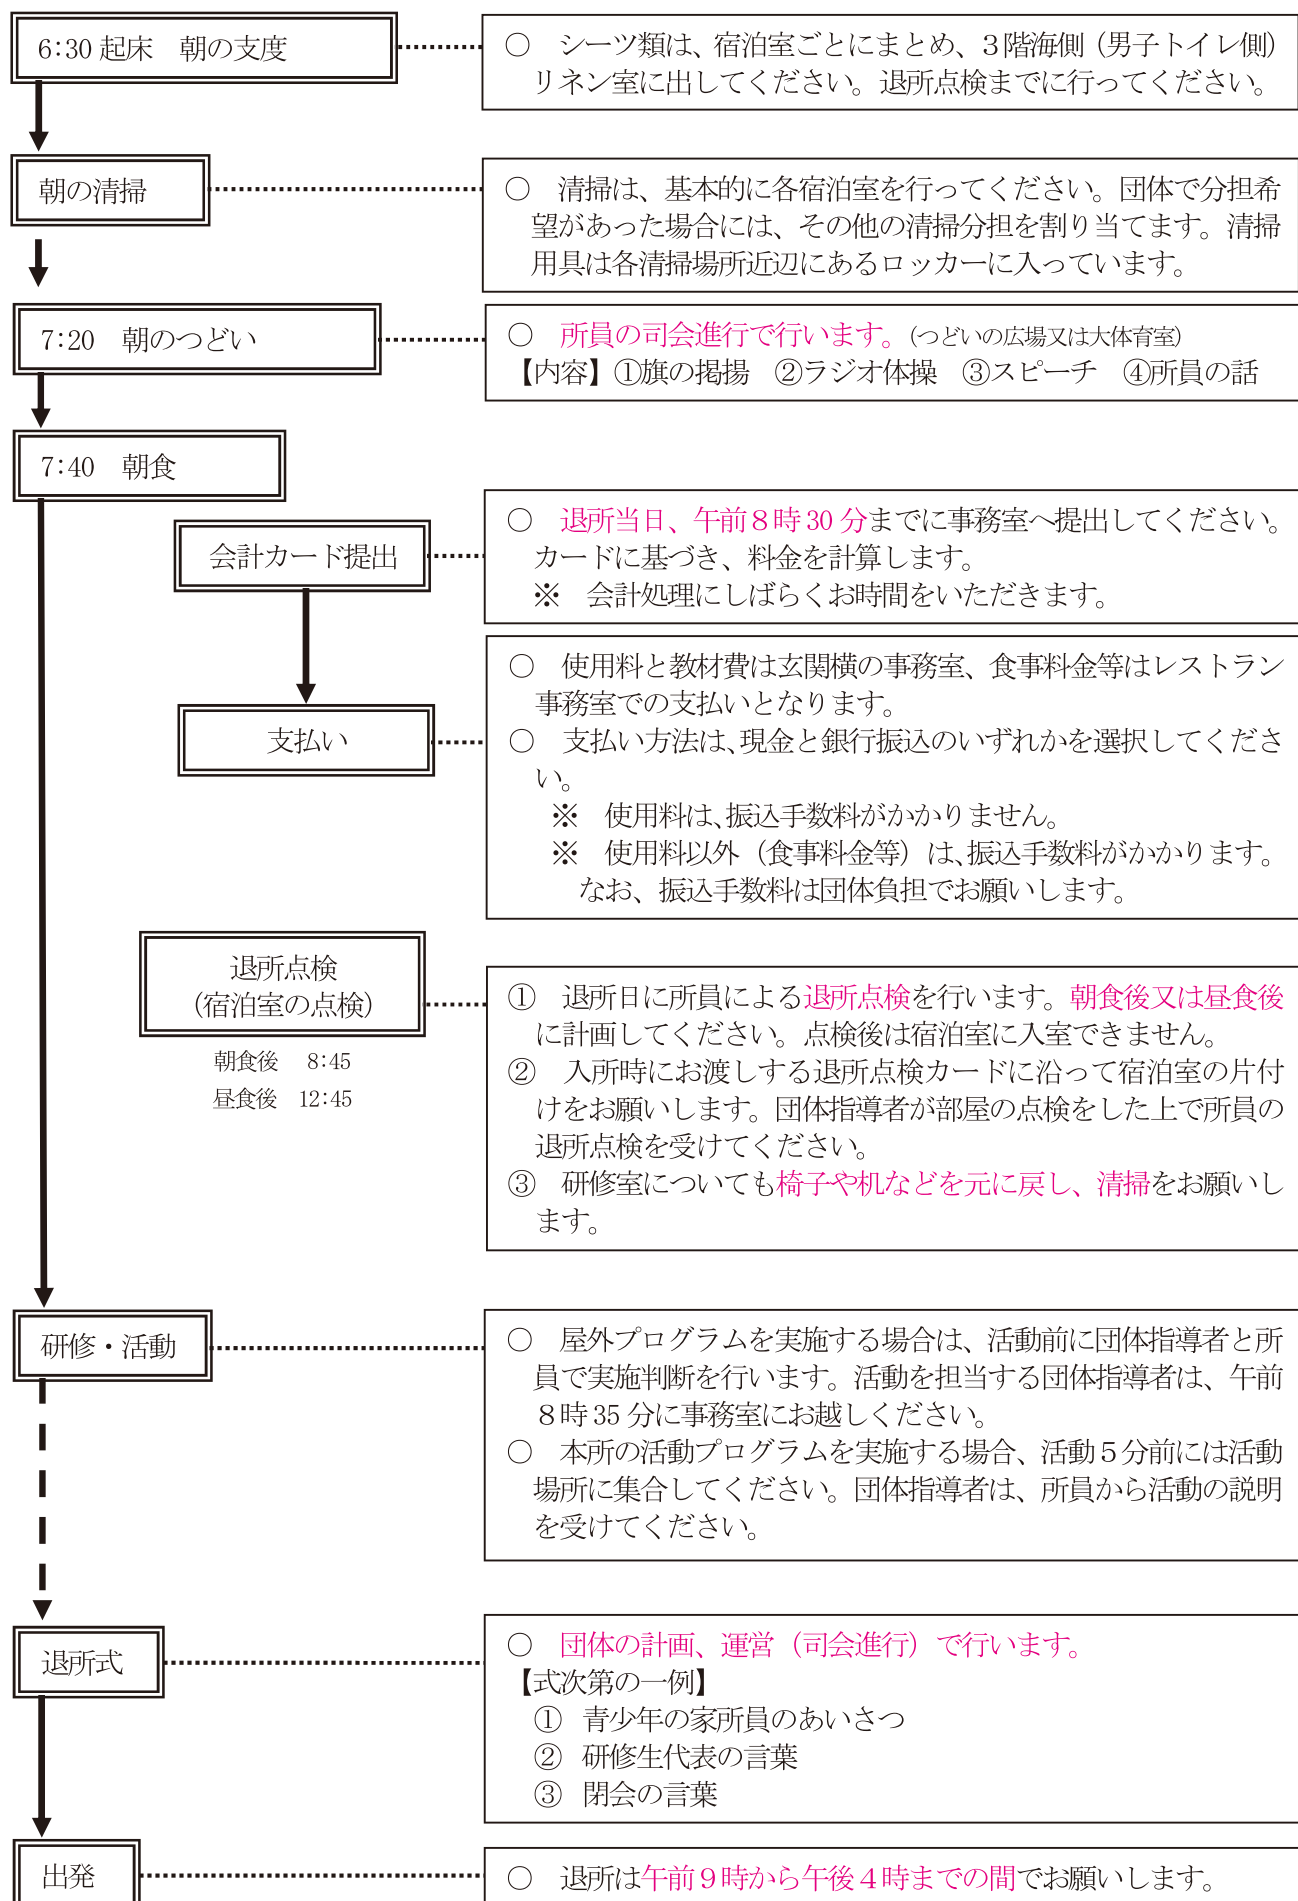 6:30 起床　朝の支度
○　シーツ類は、宿泊室ごとにまとめ、３階海側（男子トイレ側）
リネン室に出してください。退所点検までに行ってください。
朝の清掃
○　清掃は、基本的に各宿泊室を行ってください。団体で分担希
望があった場合には、その他の清掃分担を割り当てます。清掃
用具は各清掃場所近辺にあるロッカーに入っています。
7:20　朝のつどい
○　所員の司会進行で行います。（つどいの広場又は大体育室）
【内容】①旗の掲揚　②ラジオ体操　③スピーチ　④所員の話
7:40　朝食
会計カード提出
○　退所当日、午前８時 30 分までに事務室へ提出してください。
カードに基づき、料金を計算します。
※　会計処理にしばらくお時間をいただきます。
支払い
○　使用料と教材費は玄関横の事務室、食事料金等はレストラン
事務室での支払いとなります。
○　支払い方法は、現金と銀行振込のいずれかを選択してくださ
い。
※　使用料は、振込手数料がかかりません。
※　使用料以外（食事料金等）は、振込手数料がかかります。
なお、振込手数料は団体負担でお願いします。
退所点検
（宿泊室の点検）
朝食後　8:45
昼食後　12:45
①　退所日に所員による退所点検を行います。朝食後又は昼食後
に計画してください。点検後は宿泊室に入室できません。
②　入所時にお渡しする退所点検カードに沿って宿泊室の片付
けをお願いします。団体指導者が部屋の点検をした上で所員の
退所点検を受けてください。
③　研修室についても椅子や机などを元に戻し、清掃をお願いし
ます。
研修・活動
○　屋外プログラムを実施する場合は、活動前に団体指導者と所
員で実施判断を行います。活動を担当する団体指導者は、午前
８時 35 分に事務室にお越しください。
○　本所の活動プログラムを実施する場合、活動５分前には活動
場所に集合してください。団体指導者は、所員から活動の説明
を受けてください。
退所式
○　団体の計画、運営（司会進行）で行います。
【式次第の一例】
①　青少年の家所員のあいさつ
②　研修生代表の言葉
③　閉会の言葉
出発
○　退所は午前９時から午後４時までの間でお願いします。